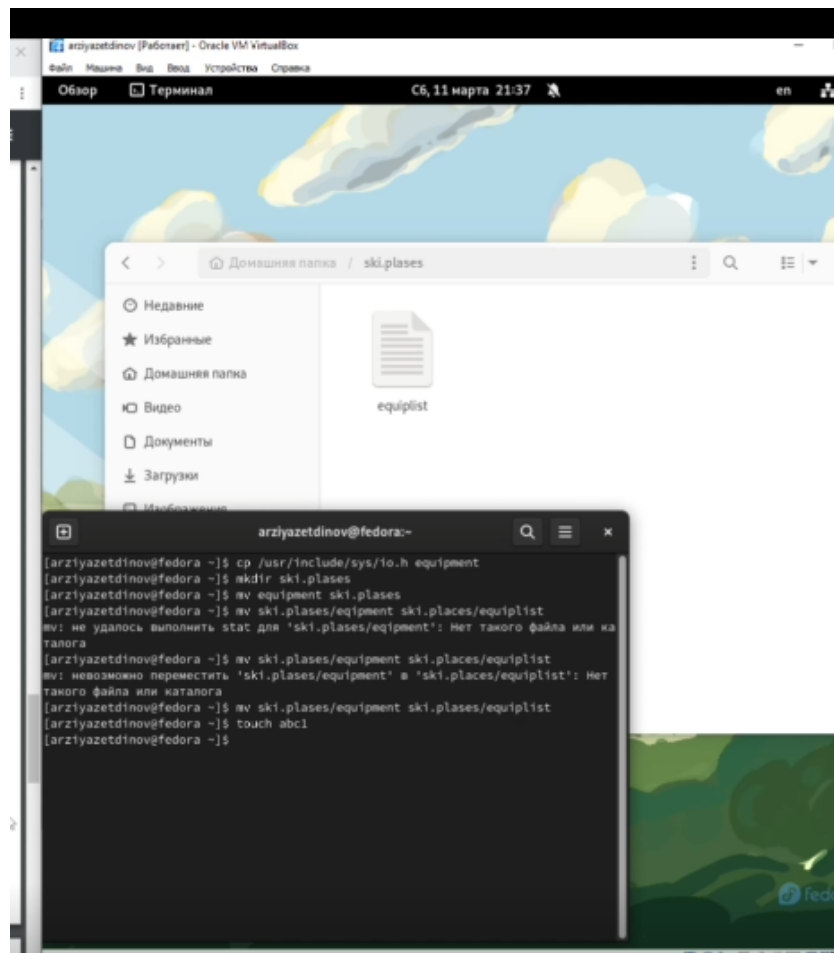 arziyazetdinov [Работает] - Oracle VM VirtualBox
Файл Машина Вид Ввод Устройства Справка
Обзор Терминал Сб, 11 марта 21:37 en
Домашняя папка / ski.plases
Недавние
Избранные
Домашняя папка
Видео
equiplist
Документы
Загрузки
Изображения
arziyazetdinov@fedora:~
[arziyazetdinov@fedora ~]$ cp /usr/include/sys/io.h equipment
[arziyazetdinov@fedora ~]$ mkdir ski.plases
[arziyazetdinov@fedora ~]$ mv equipment ski.plases
[arziyazetdinov@fedora ~]$ mv ski.plases/eqipment ski.places/equiplist
mv: не удалось выполнить stat для 'ski.plases/eqipment': Нет такого файла или ка
талога
[arziyazetdinov@fedora ~]$ mv ski.plases/equipment ski.places/equiplist
mv: невозможно переместить 'ski.plases/equipment' в 'ski.places/equiplist': Нет
такого файла или каталога
[arziyazetdinov@fedora ~]$ mv ski.plases/equipment ski.plases/equiplist
[arziyazetdinov@fedora ~]$ touch abc1
[arziyazetdinov@fedora ~]$
fed